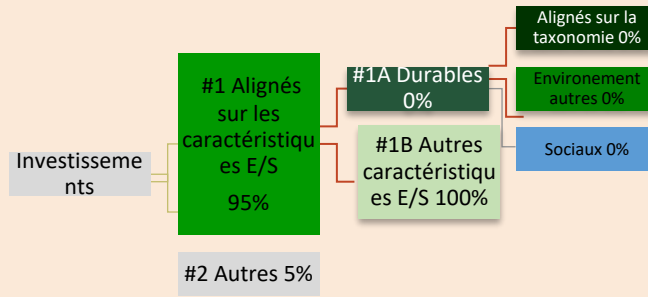 Investisseme
nts
#1 Alignés
sur les
caractéristiqu
es E/S
95%
#2 Autres 5%
#1A Durables
0%
#1B Autres
caractéristiqu
es E/S 100%
Alignés sur la
taxonomie 0%
Environement
autres 0%
Sociaux 0%